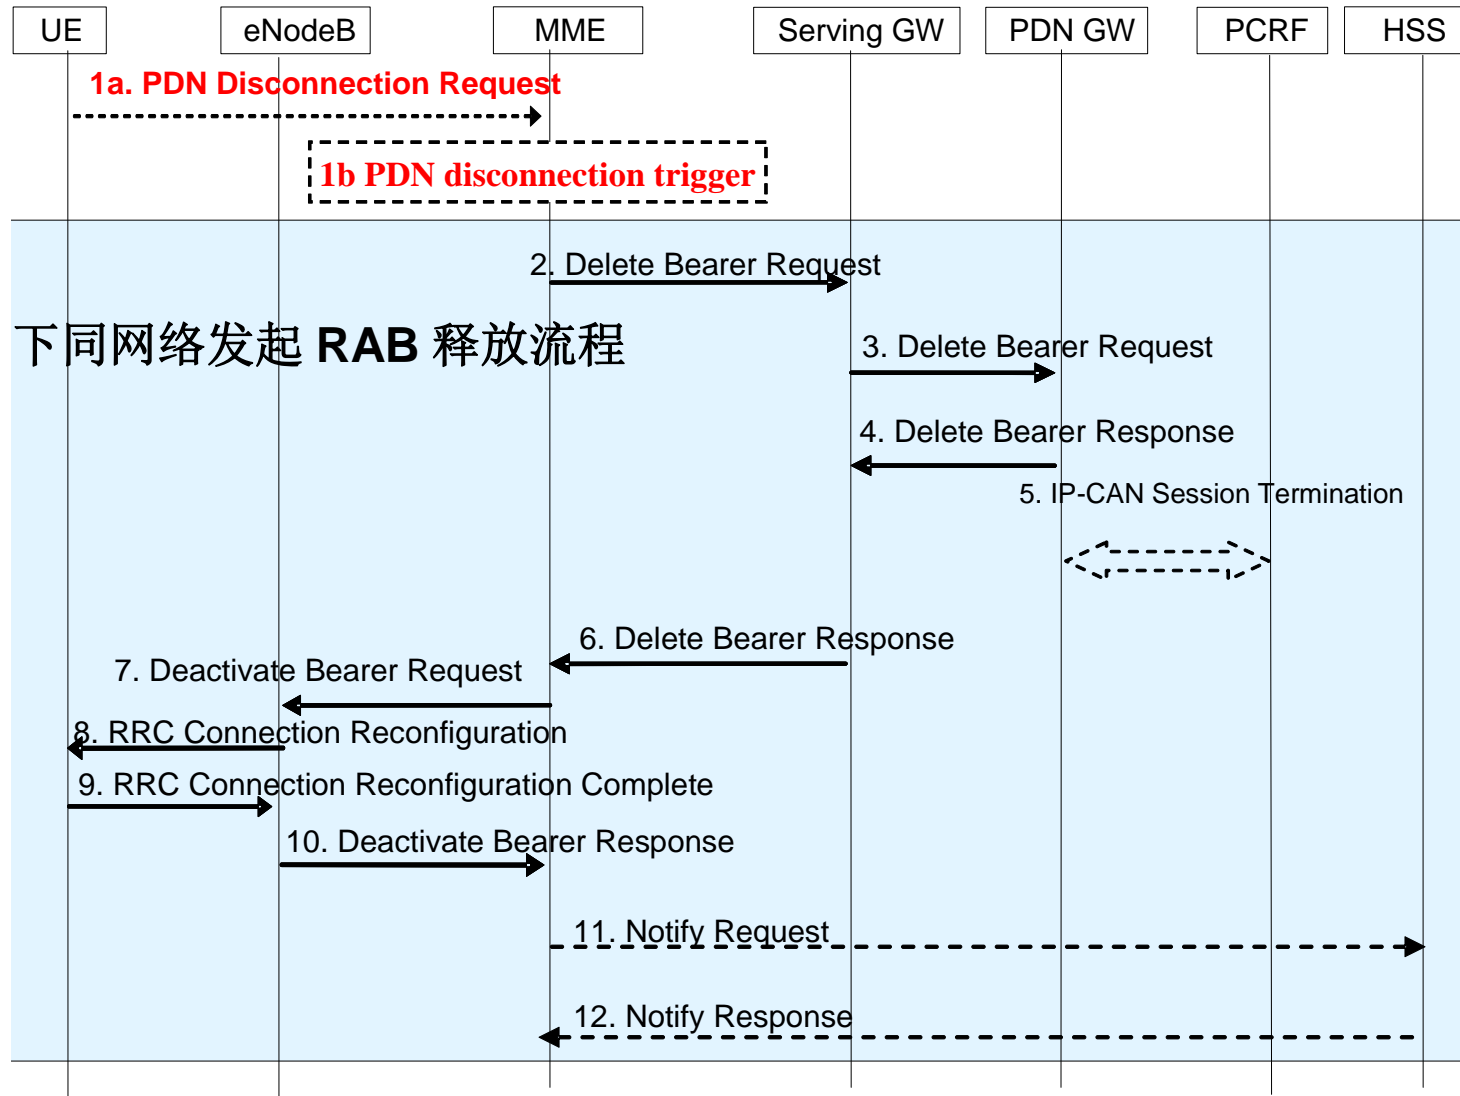 UE
eNodeB
MME
Serving GW
PDN GW
PCRF
HSS
1a. PDN Disconnection Request
1b PDN disconnection trigger
2. Delete Bearer Request
下同网络发起 RAB 释放流程
3. Delete Bearer Request
4. Delete Bearer Response
5. IP-CAN Session Termination
6. Delete Bearer Response
7. Deactivate Bearer Request
8. RRC Connection Reconfiguration
9. RRC Connection Reconfiguration Complete
10. Deactivate Bearer Response
11. Notify Request
12. Notify Response